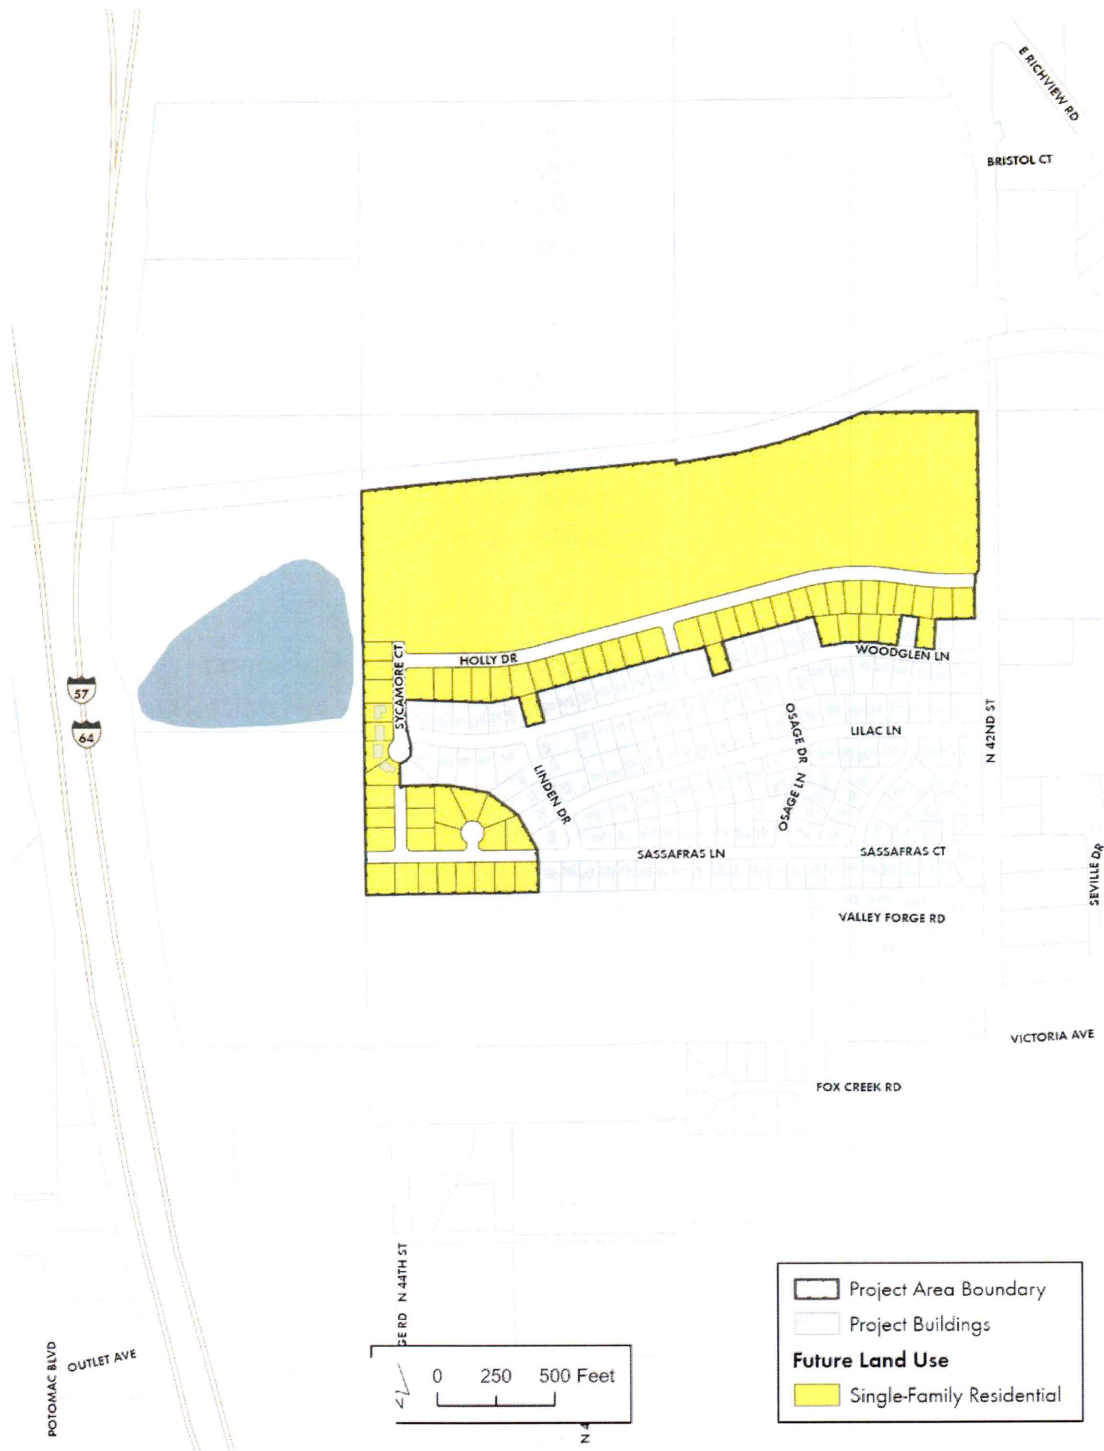 E RICHVIEW RD
BRISTOL CT
HOLLY DR
SYCAMORE CT
WOODGLEN LN
57
64
OSAGE DR
LILAC LN
N 42ND ST
LINDEN DR
OSAGE LN
SASSAFRAS LN
SASSAFRAS CT
SEVILLE DR
VALLEY FORGE RD
VICTORIA AVE
FOX CREEK RD
GE RD N 44TH ST
POTOMAC BLVD
OUTLET AVE
N 4
0 250 500 Feet
Project Area Boundary
Project Buildings
Future Land Use
Single-Family Residential